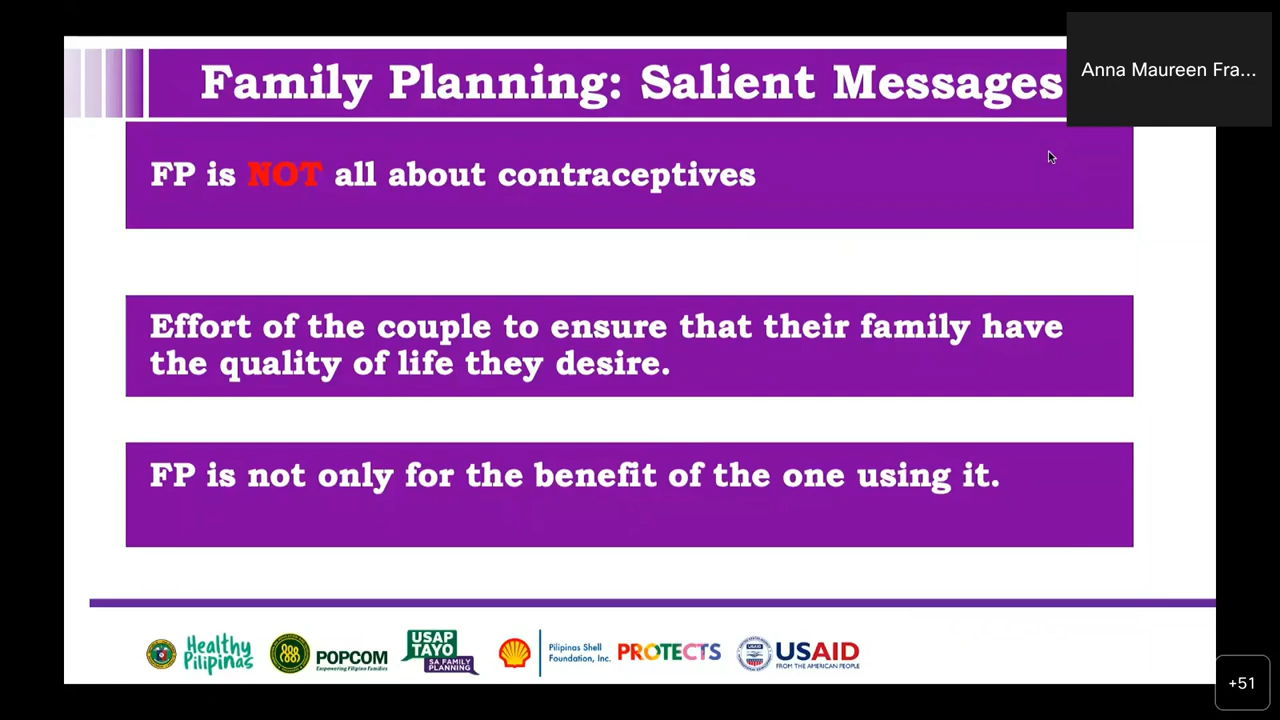 Family Planning: Salient Messages
Anna Maureen Fra...
FP is NOT all about contraceptives
Effort of the couple to ensure that their family have
the quality of life they desire.
FP is not only for the benefit of the one using it.
Healthy
Pilipinas
POPCOM
Empowering Filipino Families
USAP
TAYO
SA FAMILY
PLANNING
Pilipinas Shell
Foundation, Inc.
PROTECTS
USAID
FROM THE AMERICAN PEOPLE
+51